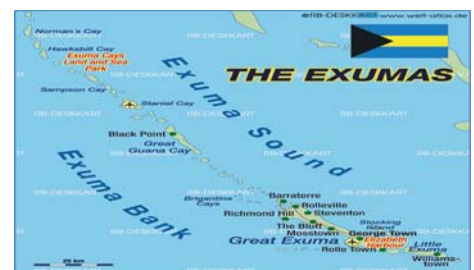 ©RB-DESKKART www.welt-atlas.de
Norman's Cay
Hawksbill Cay
Exuma Cays
Land and Sea
Park
THE EXUMAS
Sampson Cay
Staniel Cay
Exuma Sound
Black Point
Great
Guana Cay
Exuma Bank
Brigantine
Cays
Barraterre
Rolleville
Richmond Hill
Steventon
Stocking
Island
The Bluff
Mosstown
George Town
Great Exuma
Elizabeth
Harbour
Rolle Town
Little
Exuma
Williams-
town
25 km